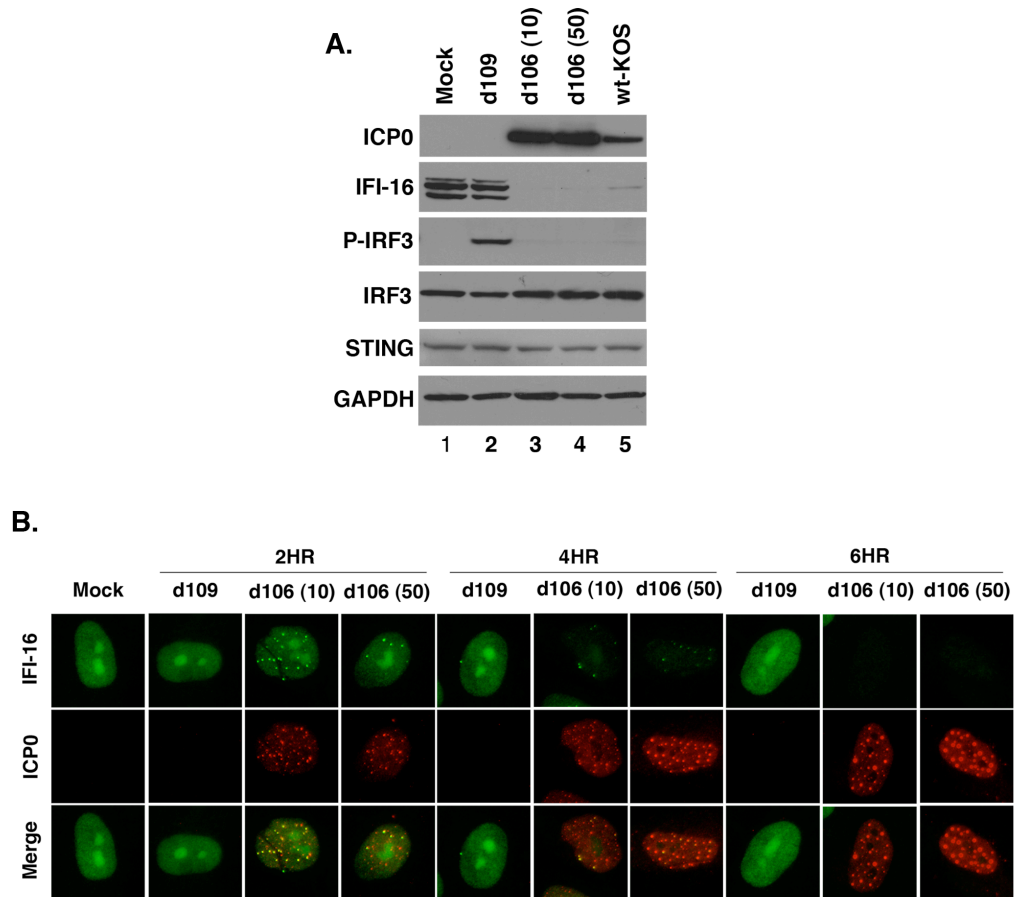 A.
Mock
d109
d106 (10)
d106 (50)
wt-KOS
ICP0
IFI-16
P-IRF3
IRF3
STING
GAPDH
1 2 3 4 5
B.
2HR 4HR 6HR
Mock d109 d106 (10) d106 (50) d109 d106 (10) d106 (50) d109 d106 (10) d106 (50)
IFI-16
ICP0
Merge